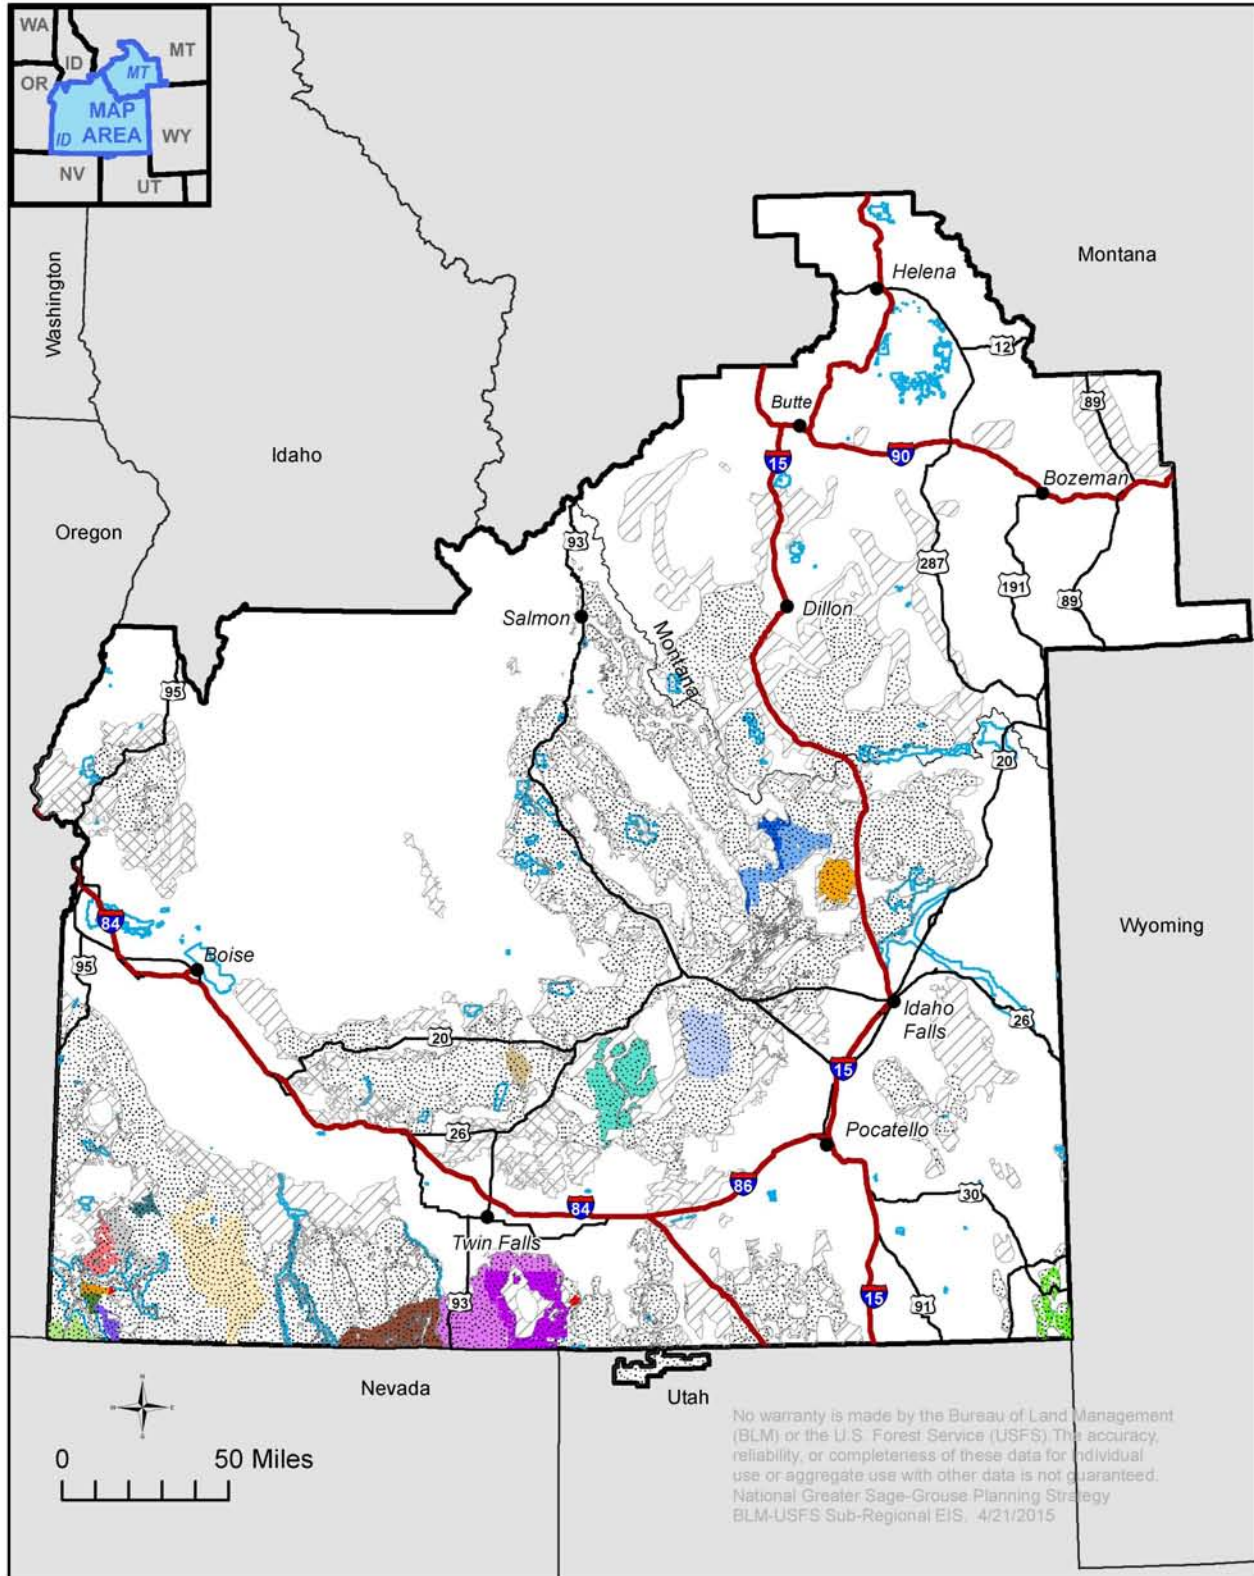 WA
MT
ID
MT
OR
MAP
AREA
ID
WY
NV
UT
Washington
Montana
Helena
12
89
Butte
Idaho
15
90
Bozeman
Oregon
93
287
191
89
Salmon
Dillon
Montana
95
20
Wyoming
84
Boise
95
Idaho
Falls
26
20
15
26
Pocatello
86
30
84
Twin Falls
93
15
91
Nevada
Utah
0 50 Miles
No warranty is made by the Bureau of Land Management
(BLM) or the U.S. Forest Service (USFS).The accuracy,
reliability, or completeness of these data for individual
use or aggregate use with other data is not guaranteed.
National Greater Sage-Grouse Planning Strategy
BLM-USFS Sub-Regional EIS, 4/21/2015